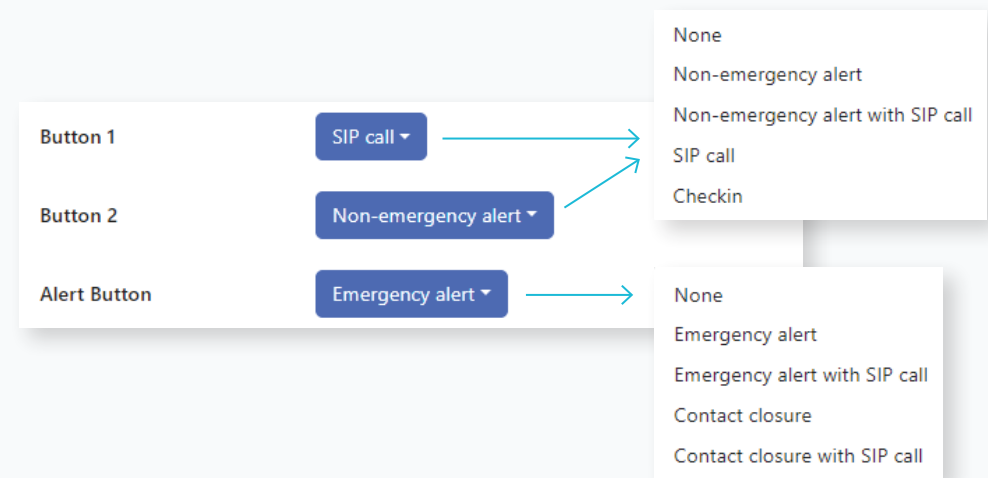 Button 1
SIP call
Button 2
Non-emergency alert
Alert Button
Emergency alert
None
Non-emergency alert
Non-emergency alert with SIP call
SIP call
Checkin
None
Emergency alert
Emergency alert with SIP call
Contact closure
Contact closure with SIP call